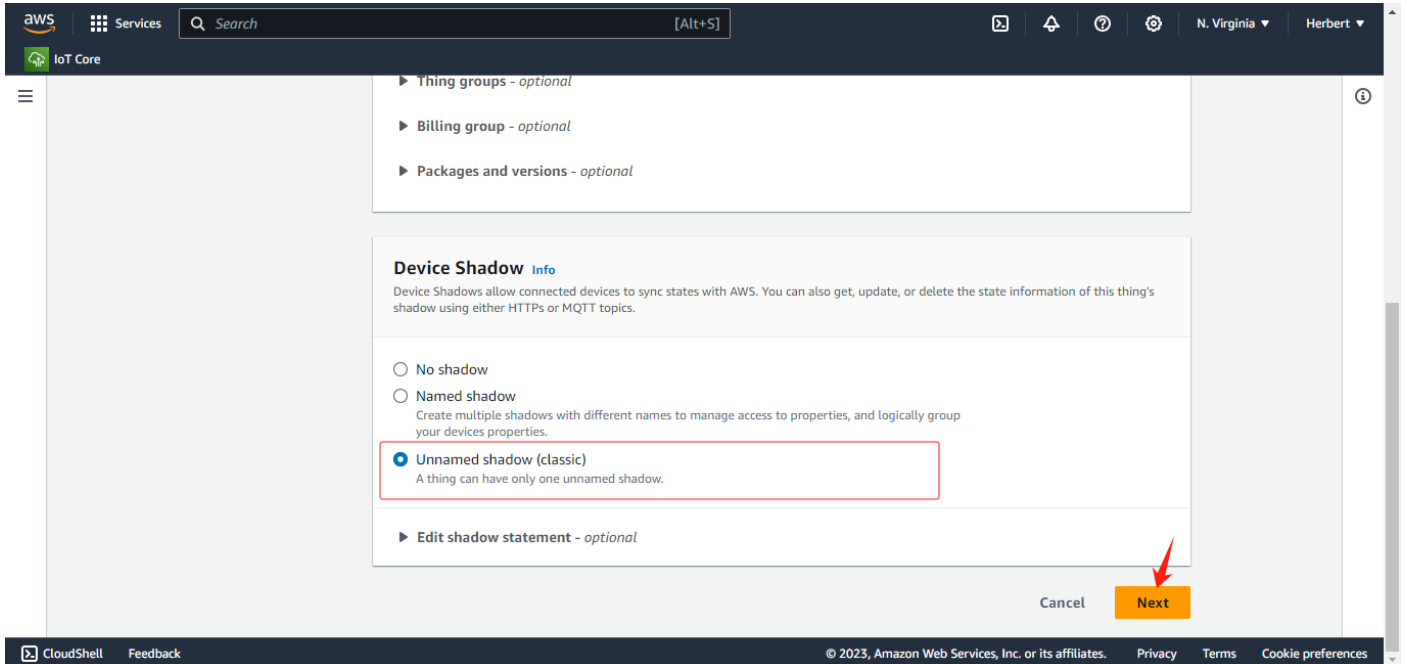 aws
Services
Search
[Alt+S]
N. Virginia
Herbert
IoT Core
Thing groups - optional
Billing group - optional
Packages and versions - optional
Device Shadow Info
Device Shadows allow connected devices to sync states with AWS. You can also get, update, or delete the state information of this thing's
shadow using either HTTPs or MQTT topics.
No shadow
Named shadow
Create multiple shadows with different names to manage access to properties, and logically group
your devices properties.
Unnamed shadow (classic)
A thing can have only one unnamed shadow.
Edit shadow statement - optional
Cancel
Next
CloudShell
Feedback
© 2023, Amazon Web Services, Inc. or its affiliates.
Privacy
Terms
Cookie preferences